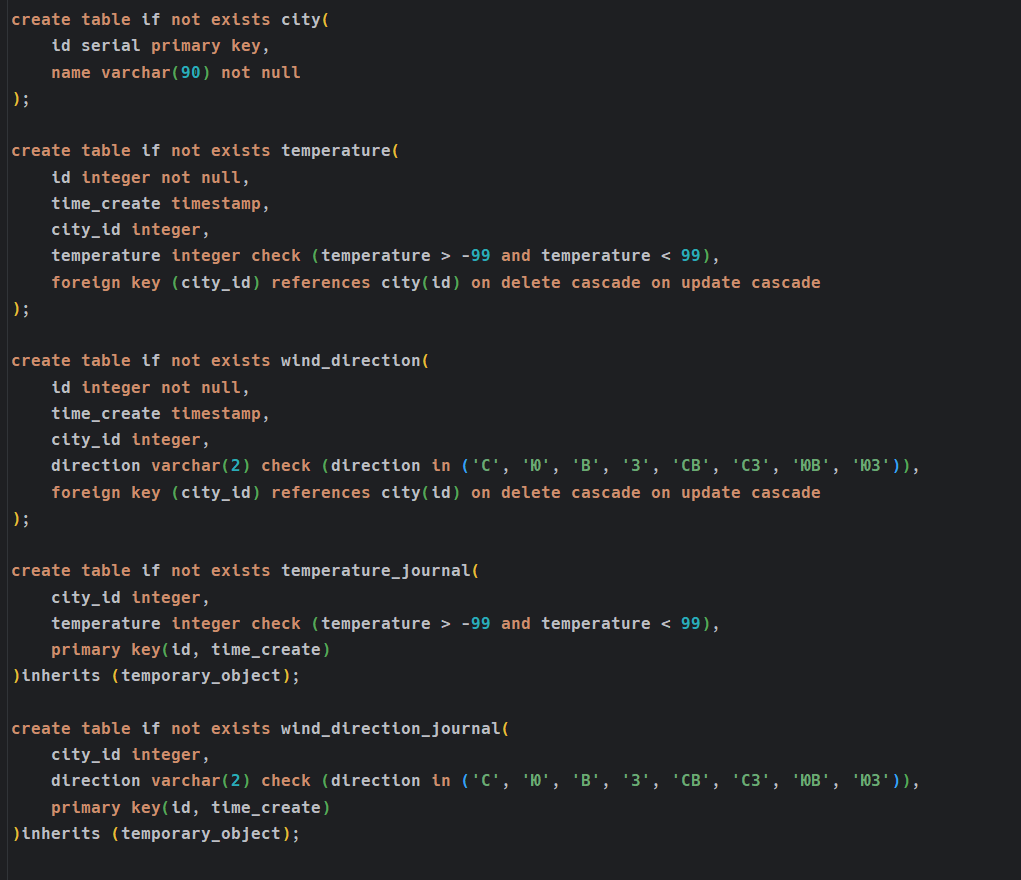 create table if not exists city(
    id serial primary key,
    name varchar(90) not null
);
create table if not exists temperature(
    id integer not null,
    time_create timestamp,
    city_id integer,
    temperature integer check (temperature > -99 and temperature < 99),
    foreign key (city_id) references city(id) on delete cascade on update cascade
);
create table if not exists wind_direction(
    id integer not null,
    time_create timestamp,
    city_id integer,
    direction varchar(2) check (direction in ('С', 'Ю', 'В', 'З', 'СВ', 'СЗ', 'ЮВ', 'ЮЗ')),
    foreign key (city_id) references city(id) on delete cascade on update cascade
);
create table if not exists temperature_journal(
    city_id integer,
    temperature integer check (temperature > -99 and temperature < 99),
    primary key(id, time_create)
)inherits (temporary_object);
create table if not exists wind_direction_journal(
    city_id integer,
    direction varchar(2) check (direction in ('С', 'Ю', 'В', 'З', 'СВ', 'СЗ', 'ЮВ', 'ЮЗ')),
    primary key(id, time_create)
)inherits (temporary_object);